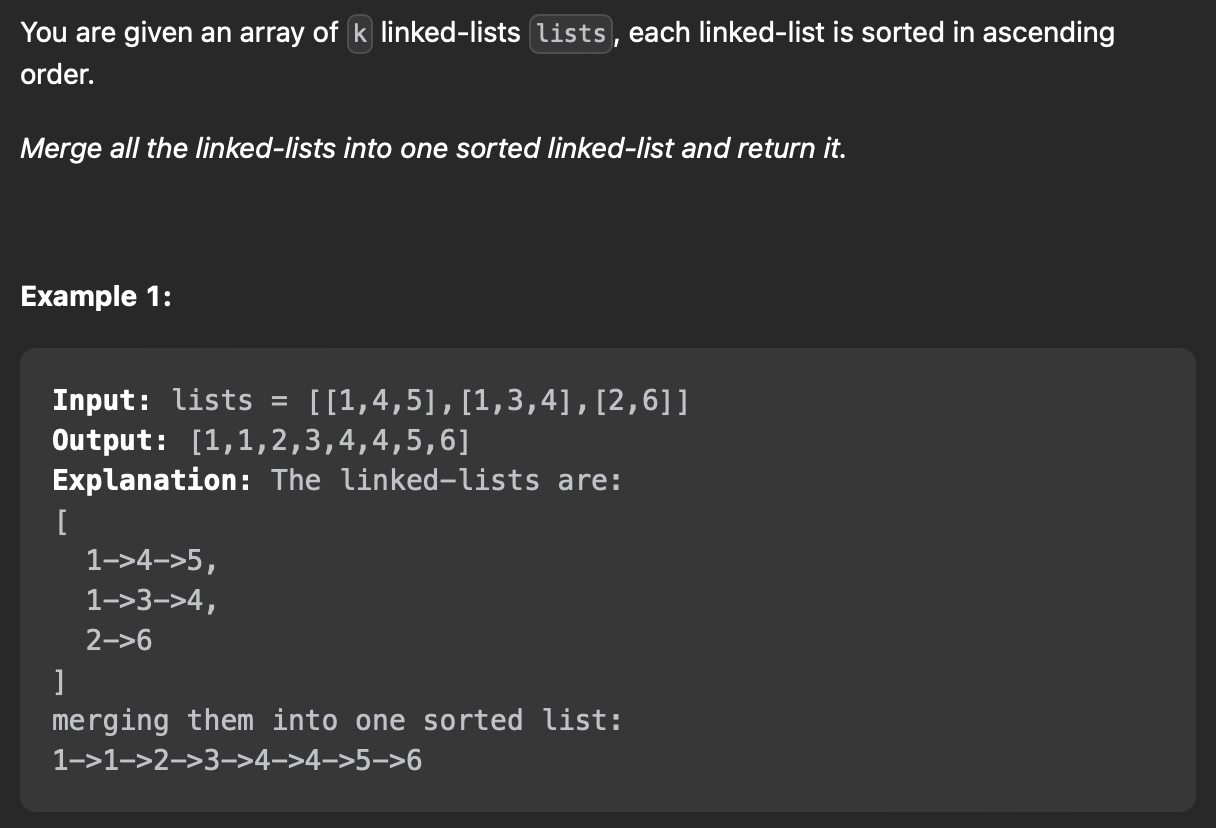 You are given an array of k linked-lists lists, each linked-list is sorted in ascending
order.
Merge all the linked-lists into one sorted linked-list and return it.
Example 1:
Input: lists = [[1,4,5],[1,3,4],[2,6]]
Output: [1,1,2,3,4,4,5,6]
Explanation: The linked-lists are:
[
  1->4->5,
  1->3->4,
  2->6
]
merging them into one sorted list:
1->1->2->3->4->4->5->6